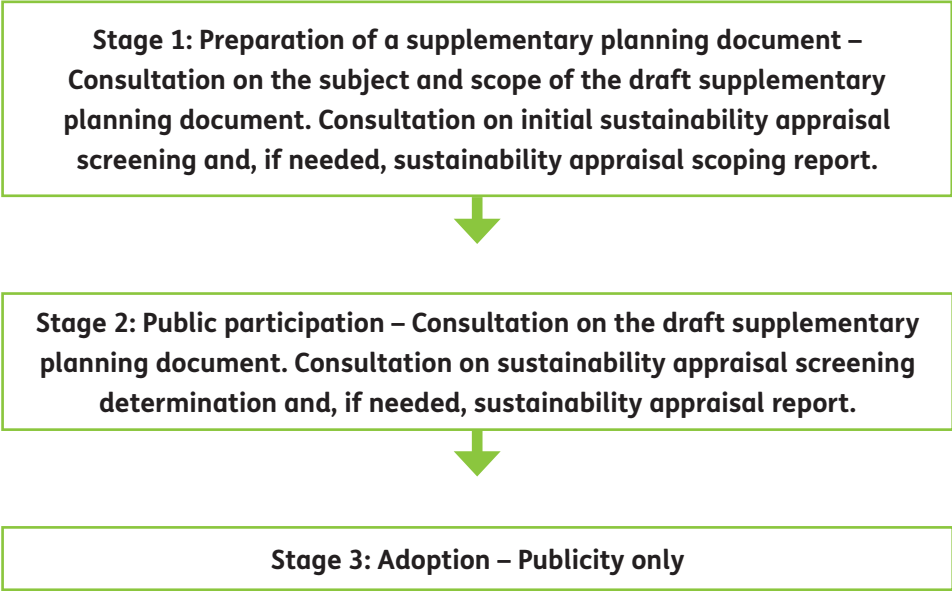 Stage 1: Preparation of a supplementary planning document –
Consultation on the subject and scope of the draft supplementary
planning document. Consultation on initial sustainability appraisal
screening and, if needed, sustainability appraisal scoping report.
Stage 2: Public participation – Consultation on the draft supplementary
planning document. Consultation on sustainability appraisal screening
determination and, if needed, sustainability appraisal report.
Stage 3: Adoption – Publicity only